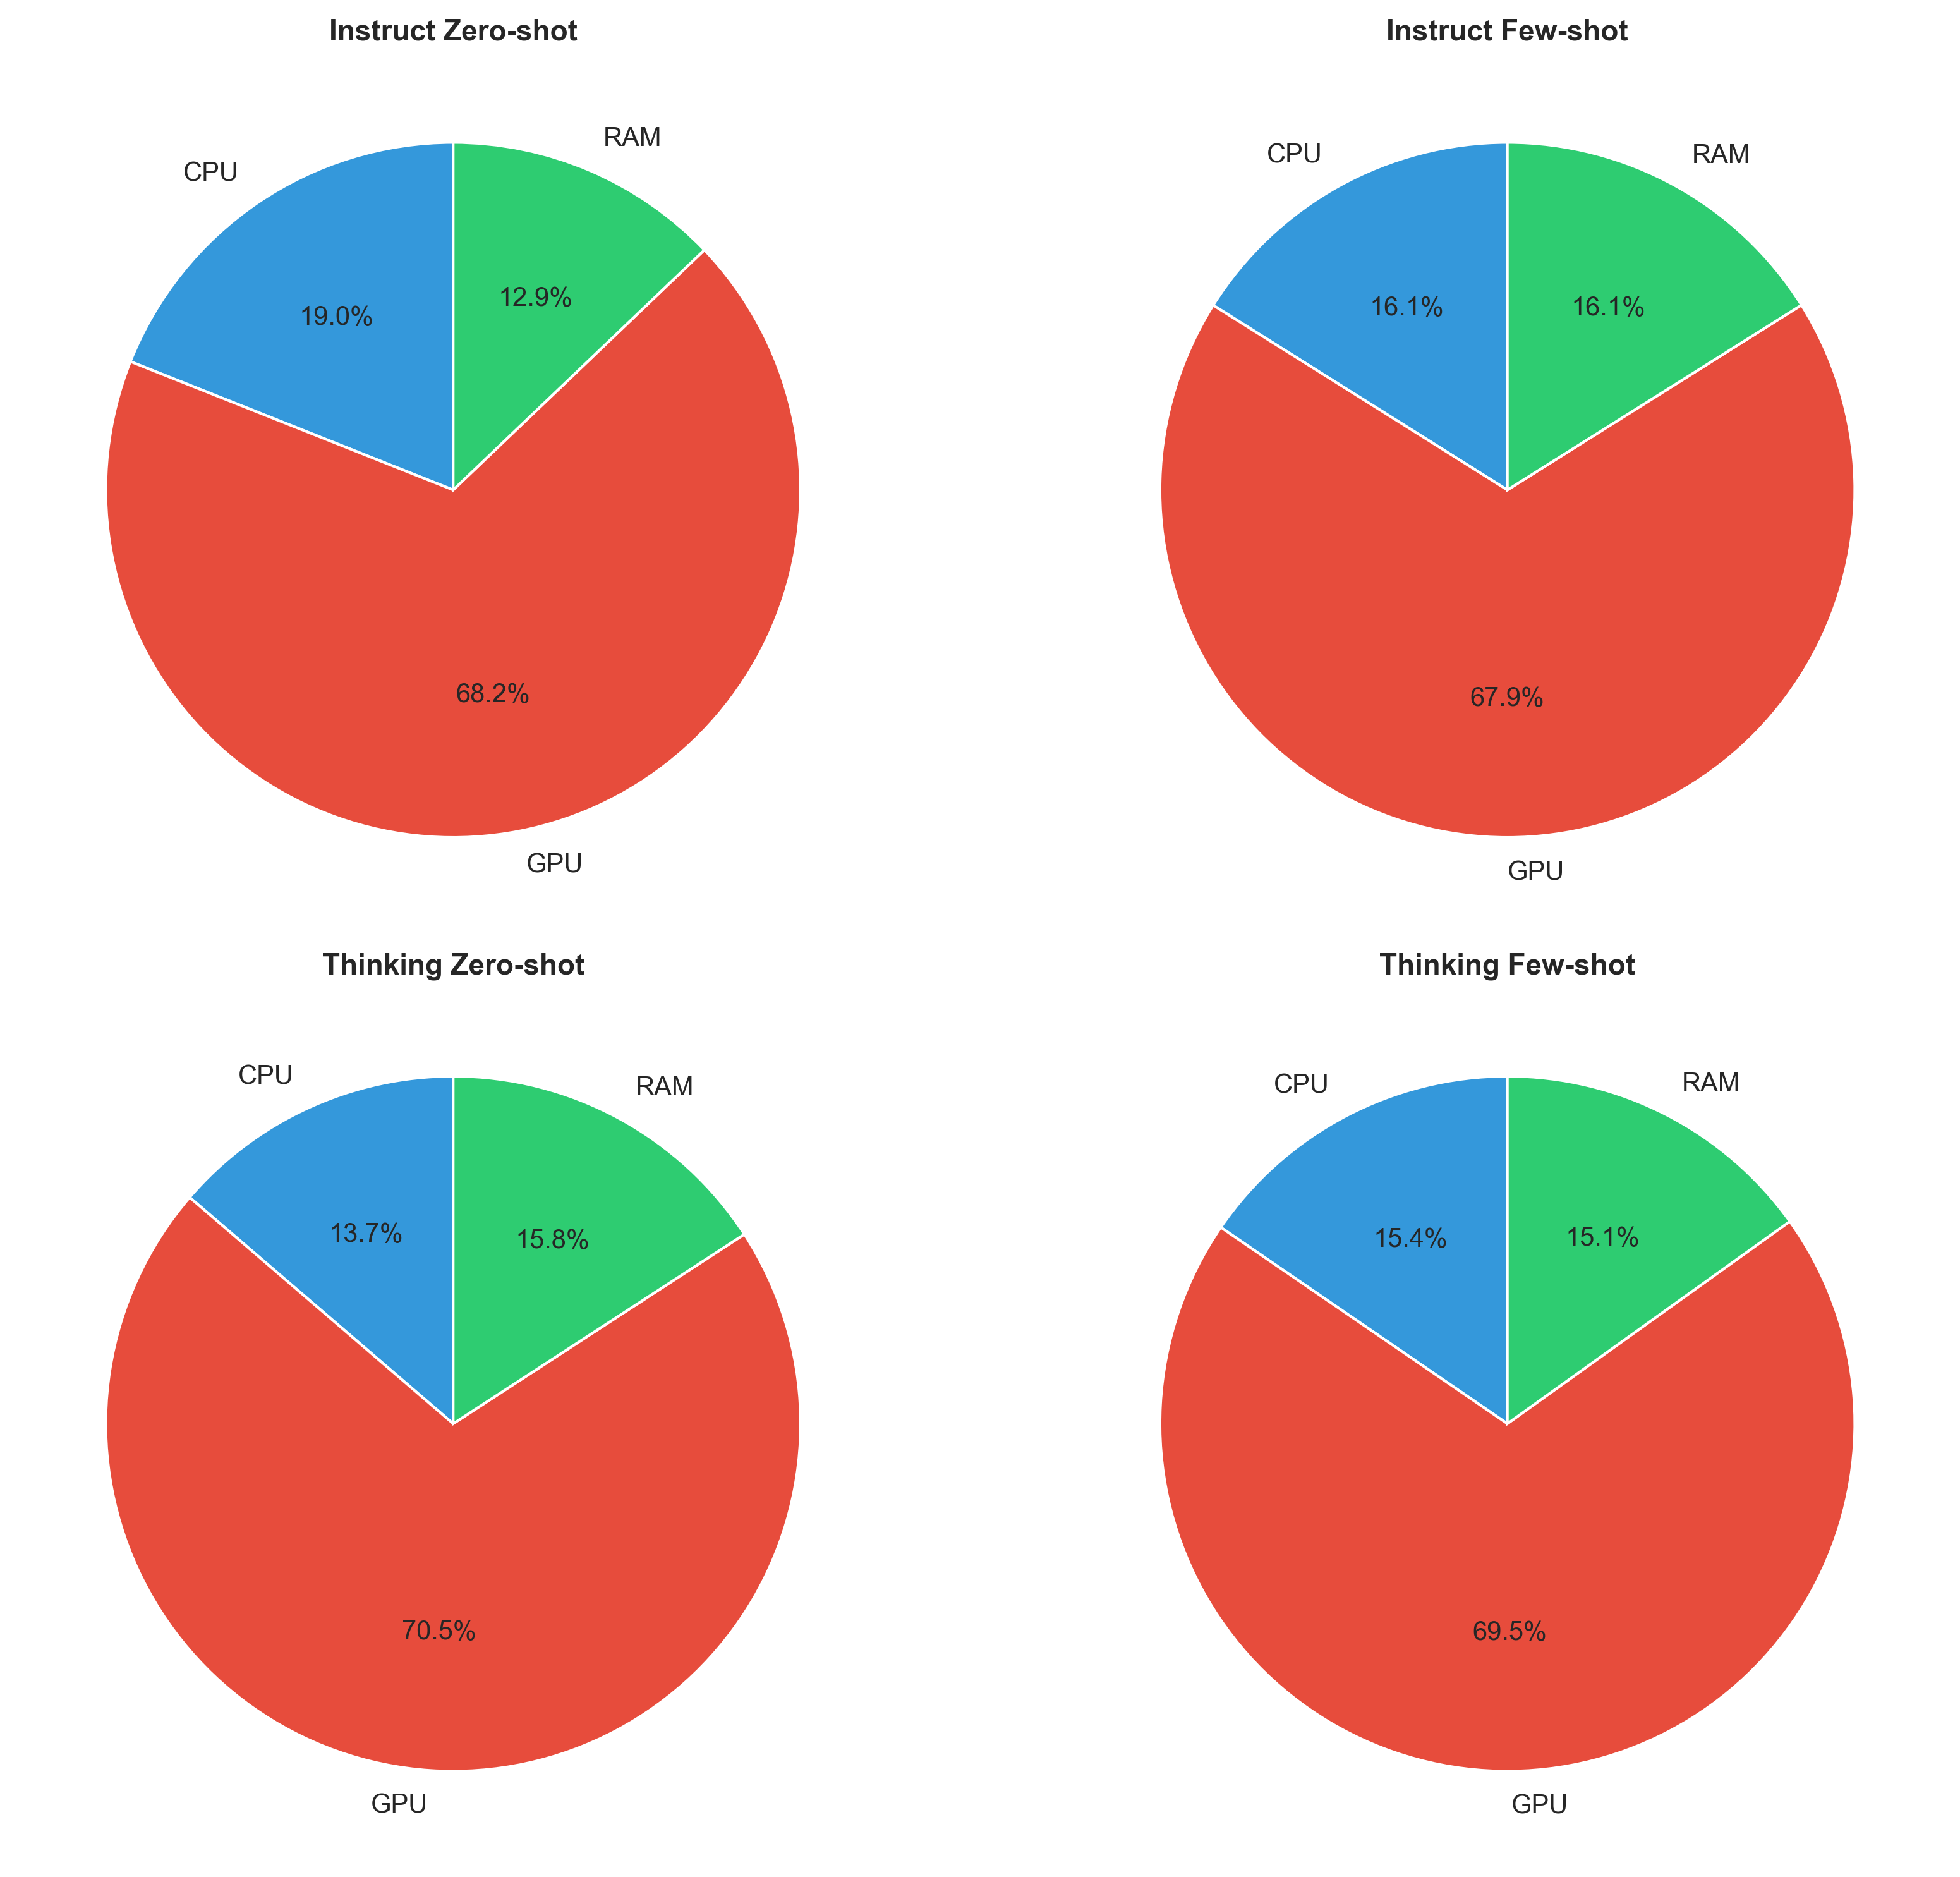 Instruct Zero-shot
RAM
CPU
12.9%
19.0%
68.2%
GPU
Instruct Few-shot
CPU
RAM
16.1%
16.1%
67.9%
GPU
Thinking Zero-shot
CPU
RAM
13.7%
15.8%
70.5%
GPU
Thinking Few-shot
CPU
RAM
15.4%
15.1%
69.5%
GPU